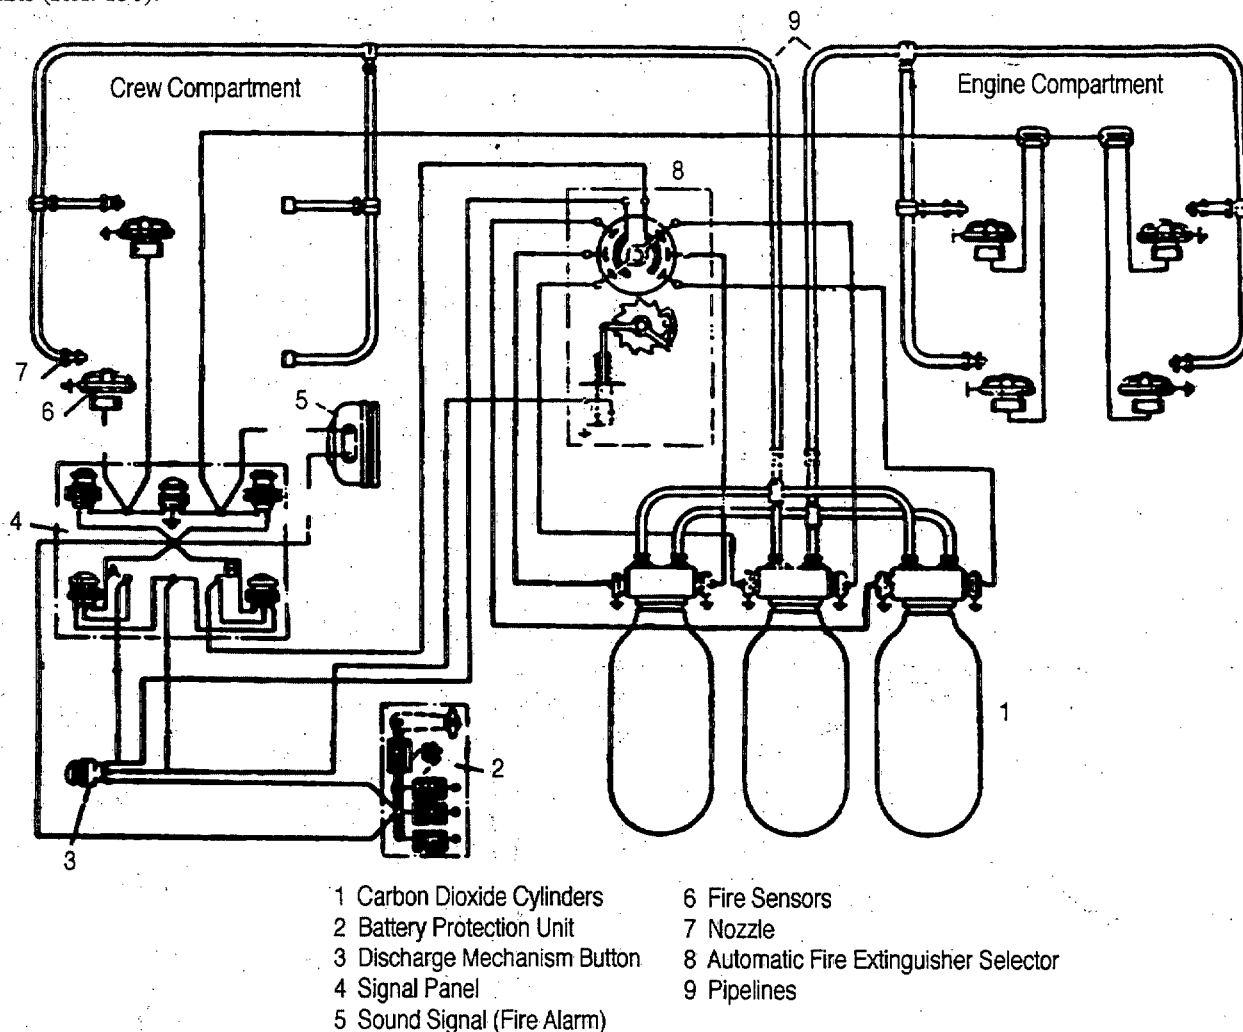 9
Crew Compartment
Engine Compartment
8
7
6
5
4
1
2
3
1 Carbon Dioxide Cylinders
2 Battery Protection Unit
3 Discharge Mechanism Button
4 Signal Panel
5 Sound Signal (Fire Alarm)
6 Fire Sensors
7 Nozzle
8 Automatic Fire Extinguisher Selector
9 Pipelines